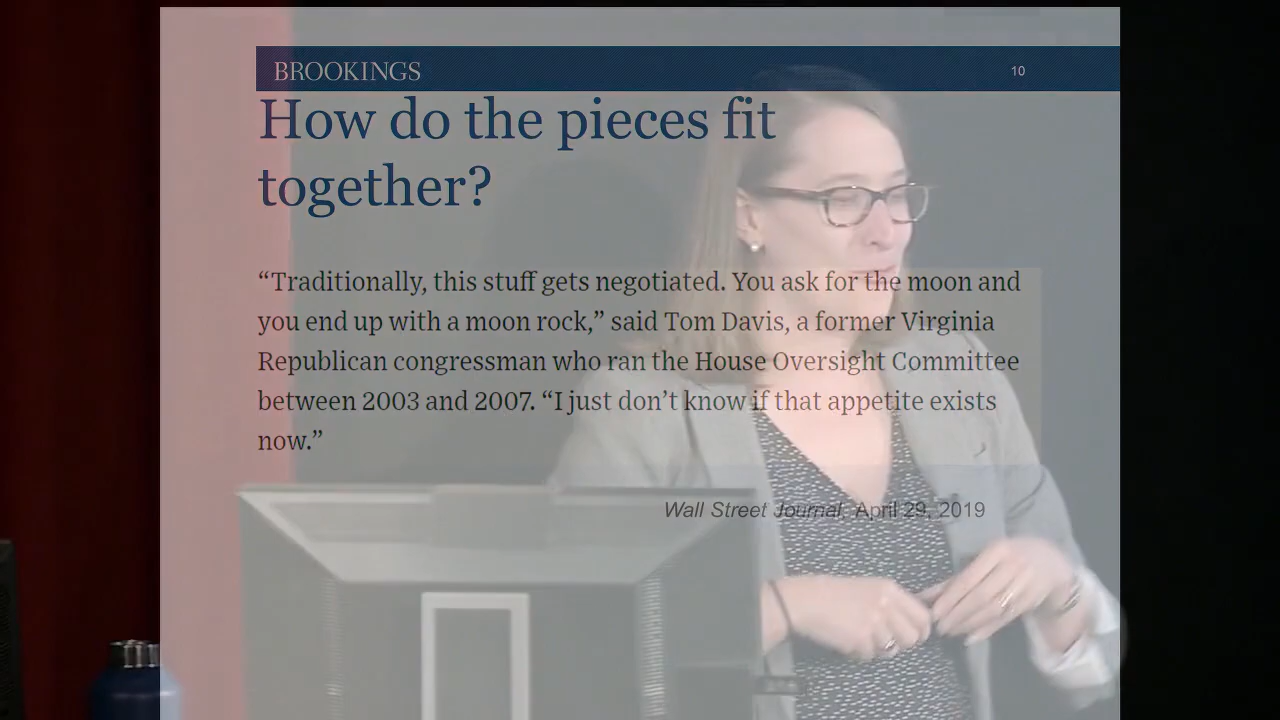 BROOKINGS
10
How do the pieces fit
together?
“Traditionally, this stuff gets negotiated. You ask for the moon and
you end up with a moon rock,” said Tom Davis, a former Virginia
Republican congressman who ran the House Oversight Committee
between 2003 and 2007. “I just don’t know if that appetite exists
now.”
Wall Street Journal, April 29, 2019